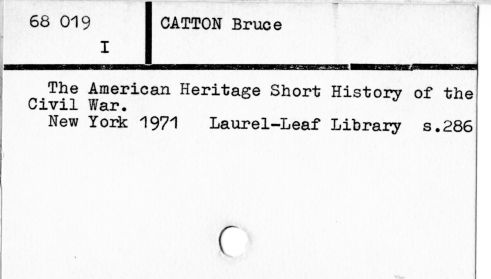 68 019
I
CATTON Bruce
The American Heritage Short History of the
Civil War.
New York 1971 Laurel-Leaf Library s.286